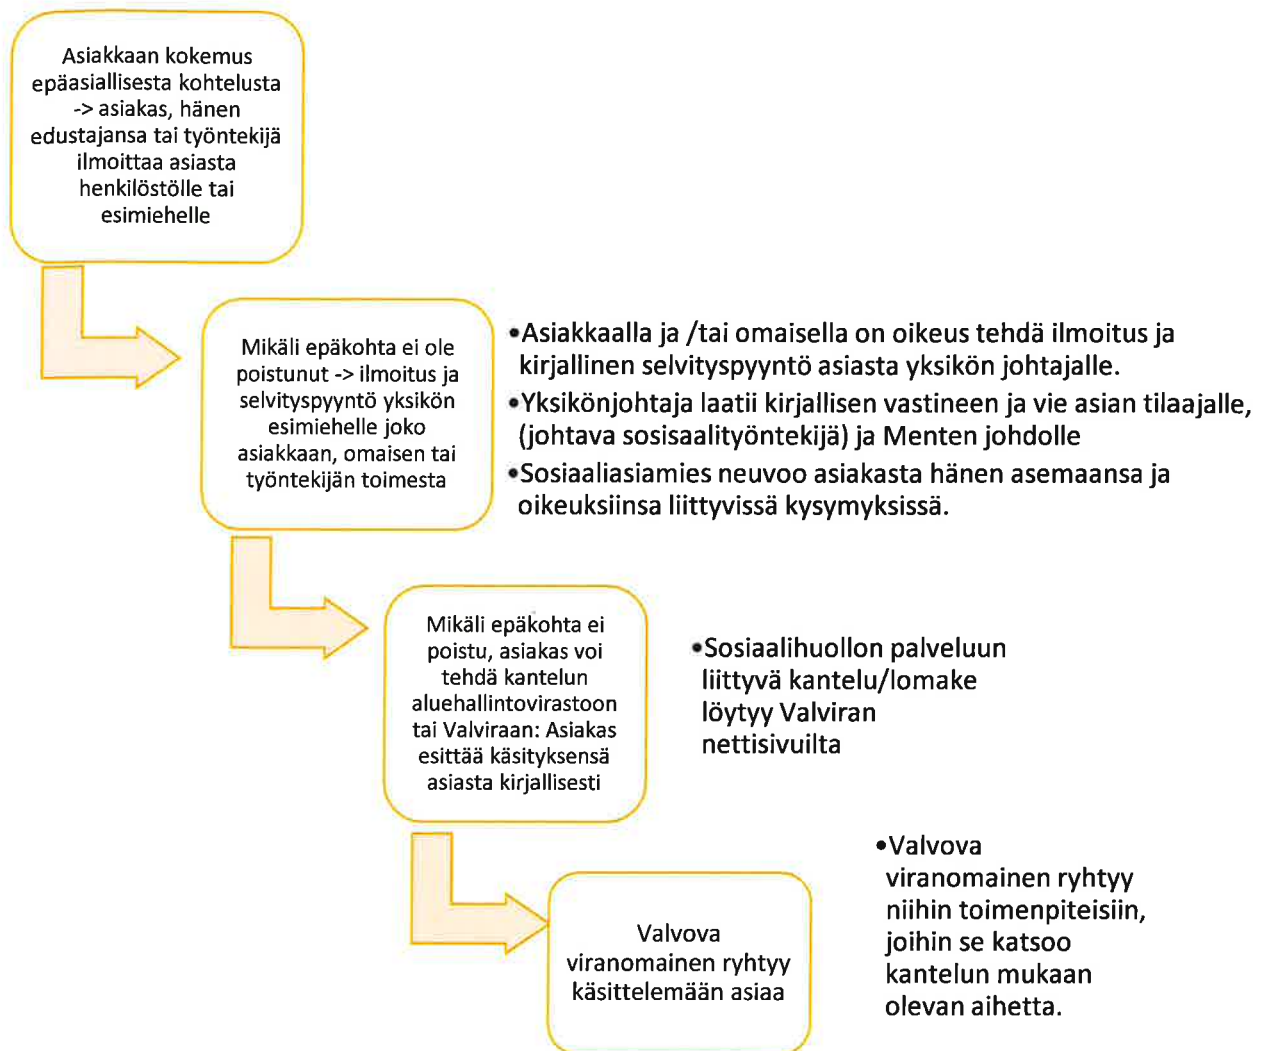 Asiakkaan kokemus
epäasiallisesta kohtelusta
-> asiakas, hänen
edustajansa tai työntekijä
ilmoittaa asiasta
henkilöstölle tai
esimiehelle
Mikäli epäkohta ei ole
poistunut -> ilmoitus ja
selvityspyyntö yksikön
esimiehelle joko
asiakkaan, omaisen tai
työntekijän toimesta
•Asiakkaalla ja /tai omaisella on oikeus tehdä ilmoitus ja
kirjallinen selvityspyyntö asiasta yksikön johtajalle.
•Yksikönjohtaja laatii kirjallisen vastineen ja vie asian tilaajalle,
(johtava sosisaalityöntekijä) ja Menten johdolle
•Sosiaaliasiamies neuvoo asiakasta hänen asemaansa ja
oikeuksiinsa liittyvissä kysymyksissä.
Mikäli epäkohta ei
poistu, asiakas voi
tehdä kantelun
aluehallintovirastoon
tai Valviraan: Asiakas
esittää käsityksensä
asiasta kirjallisesti
•Sosiaalihuollon palveluun
liittyvä kantelu/lomake
löytyy Valviran
nettisivuilta
Valvova
viranomainen ryhtyy
käsittelemään asiaa
•Valvova
viranomainen ryhtyy
niihin toimenpiteisiin,
joihin se katsoo
kantelun mukaan
olevan aihetta.